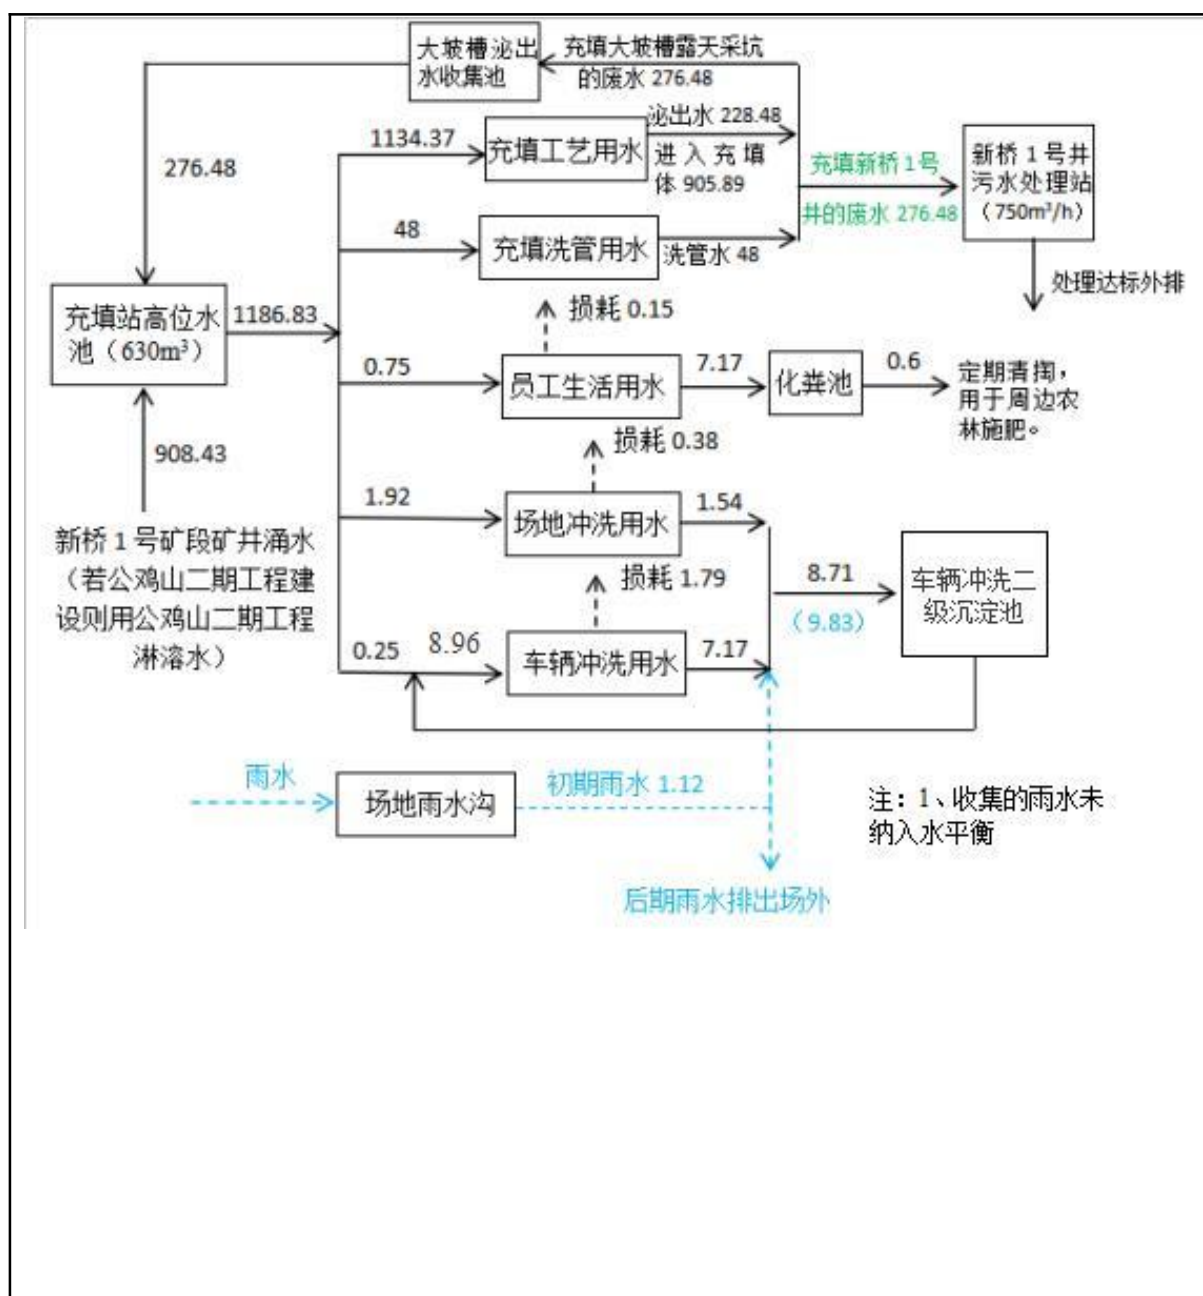 大坡槽泌出
水收集池
充填大坡槽露天采坑
的废水 276.48
276.48
1134.37
充填工艺用水
泌出水 228.48
进入充填
体 905.89
充填新桥 1号
井的废水 276.48
新桥 1 号井
污水处理站
（750m³/h）
48
充填洗管用水
洗管水 48
处理达标外排
充填站高位水
池（630m³）
1186.83
损耗 0.15
0.75
员工生活用水
7.17
化粪池
0.6
定期清掏，
用于周边农
林施肥。
908.43
损耗 0.38
1.92
场地冲洗用水
1.54
新桥 1 号矿段矿井涌水
（若公鸡山二期工程建
设则用公鸡山二期工程
淋溶水）
损耗 1.79
8.71
（9.83）
车辆冲洗二
级沉淀池
0.25
8.96
车辆冲洗用水
7.17
雨水
场地雨水沟
初期雨水 1.12
注：1、收集的雨水未
纳入水平衡
后期雨水排出场外